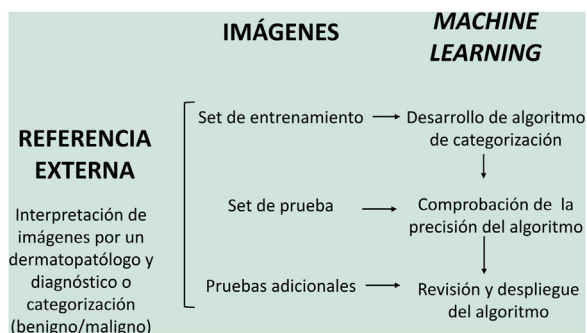 IMÁGENES
MACHINE
LEARNING
REFERENCIA
EXTERNA
Interpretación de
imágenes por un
dermatopatólogo y
diagnóstico o
categorización
(benigno/maligno)
Set de entrenamiento
Desarrollo de algoritmo
de categorización
Set de prueba
Comprobación de la
precisión del algoritmo
Pruebas adicionales
Revisión y despliegue
del algoritmo